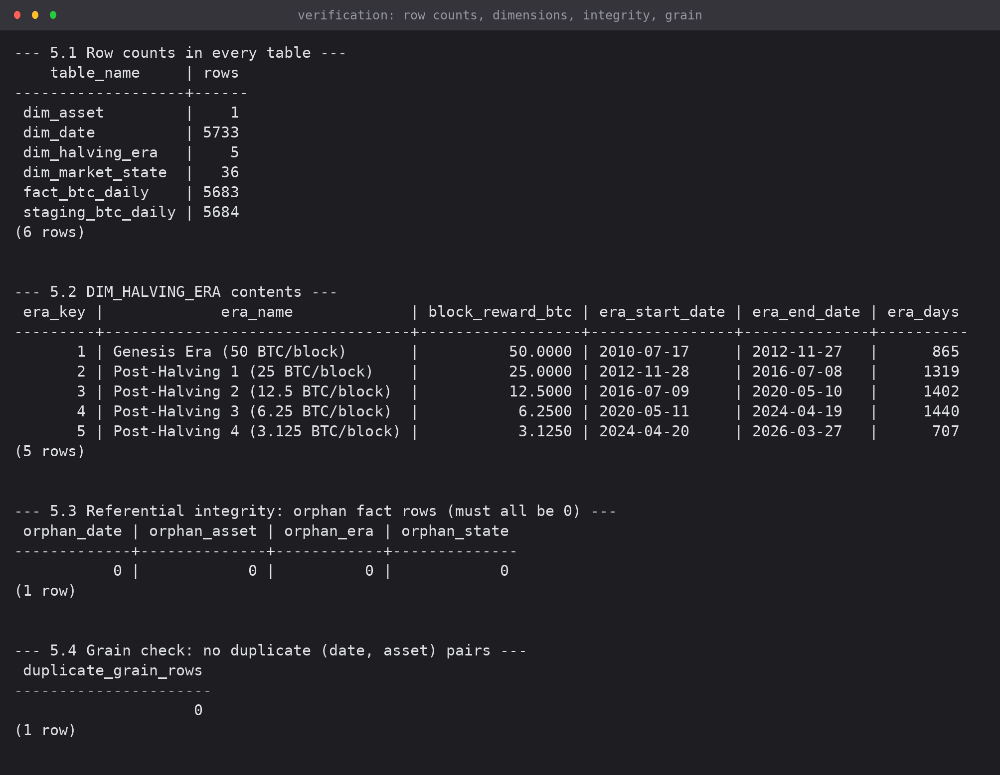 verification: row counts, dimensions, integrity, grain
--- 5.1 Row counts in every table ---
    table_name     | rows
-------------------+------
 dim_asset         |    1
 dim_date          | 5733
 dim_halving_era   |    5
 dim_market_state  |   36
 fact_btc_daily    | 5683
 staging_btc_daily | 5684
(6 rows)
--- 5.2 DIM_HALVING_ERA contents ---
 era_key |             era_name             | block_reward_btc | era_start_date | era_end_date | era_days
---------+----------------------------------+------------------+----------------+--------------+----------
       1 | Genesis Era (50 BTC/block)       |          50.0000 | 2010-07-17     | 2012-11-27   |      865
       2 | Post-Halving 1 (25 BTC/block)    |          25.0000 | 2012-11-28     | 2016-07-08   |     1319
       3 | Post-Halving 2 (12.5 BTC/block)  |          12.5000 | 2016-07-09     | 2020-05-10   |     1402
       4 | Post-Halving 3 (6.25 BTC/block)  |           6.2500 | 2020-05-11     | 2024-04-19   |     1440
       5 | Post-Halving 4 (3.125 BTC/block) |           3.1250 | 2024-04-20     | 2026-03-27   |      707
(5 rows)
--- 5.3 Referential integrity: orphan fact rows (must all be 0) ---
 orphan_date | orphan_asset | orphan_era | orphan_state
-------------+--------------+------------+--------------
           0 |            0 |          0 |            0
(1 row)
--- 5.4 Grain check: no duplicate (date, asset) pairs ---
 duplicate_grain_rows
----------------------
                    0
(1 row)